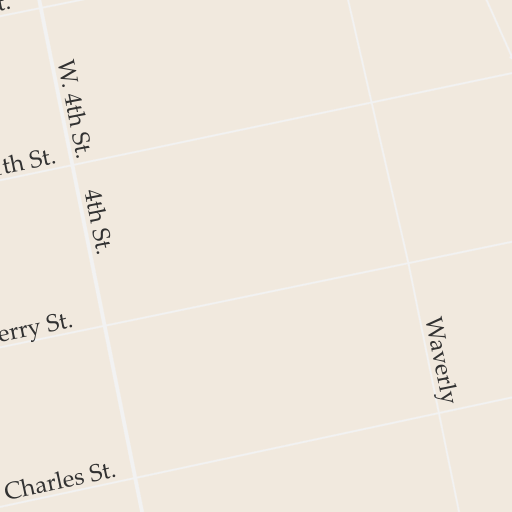 W. 4th St.
th St.
4th St.
erry St.
Waverly
Charles St.